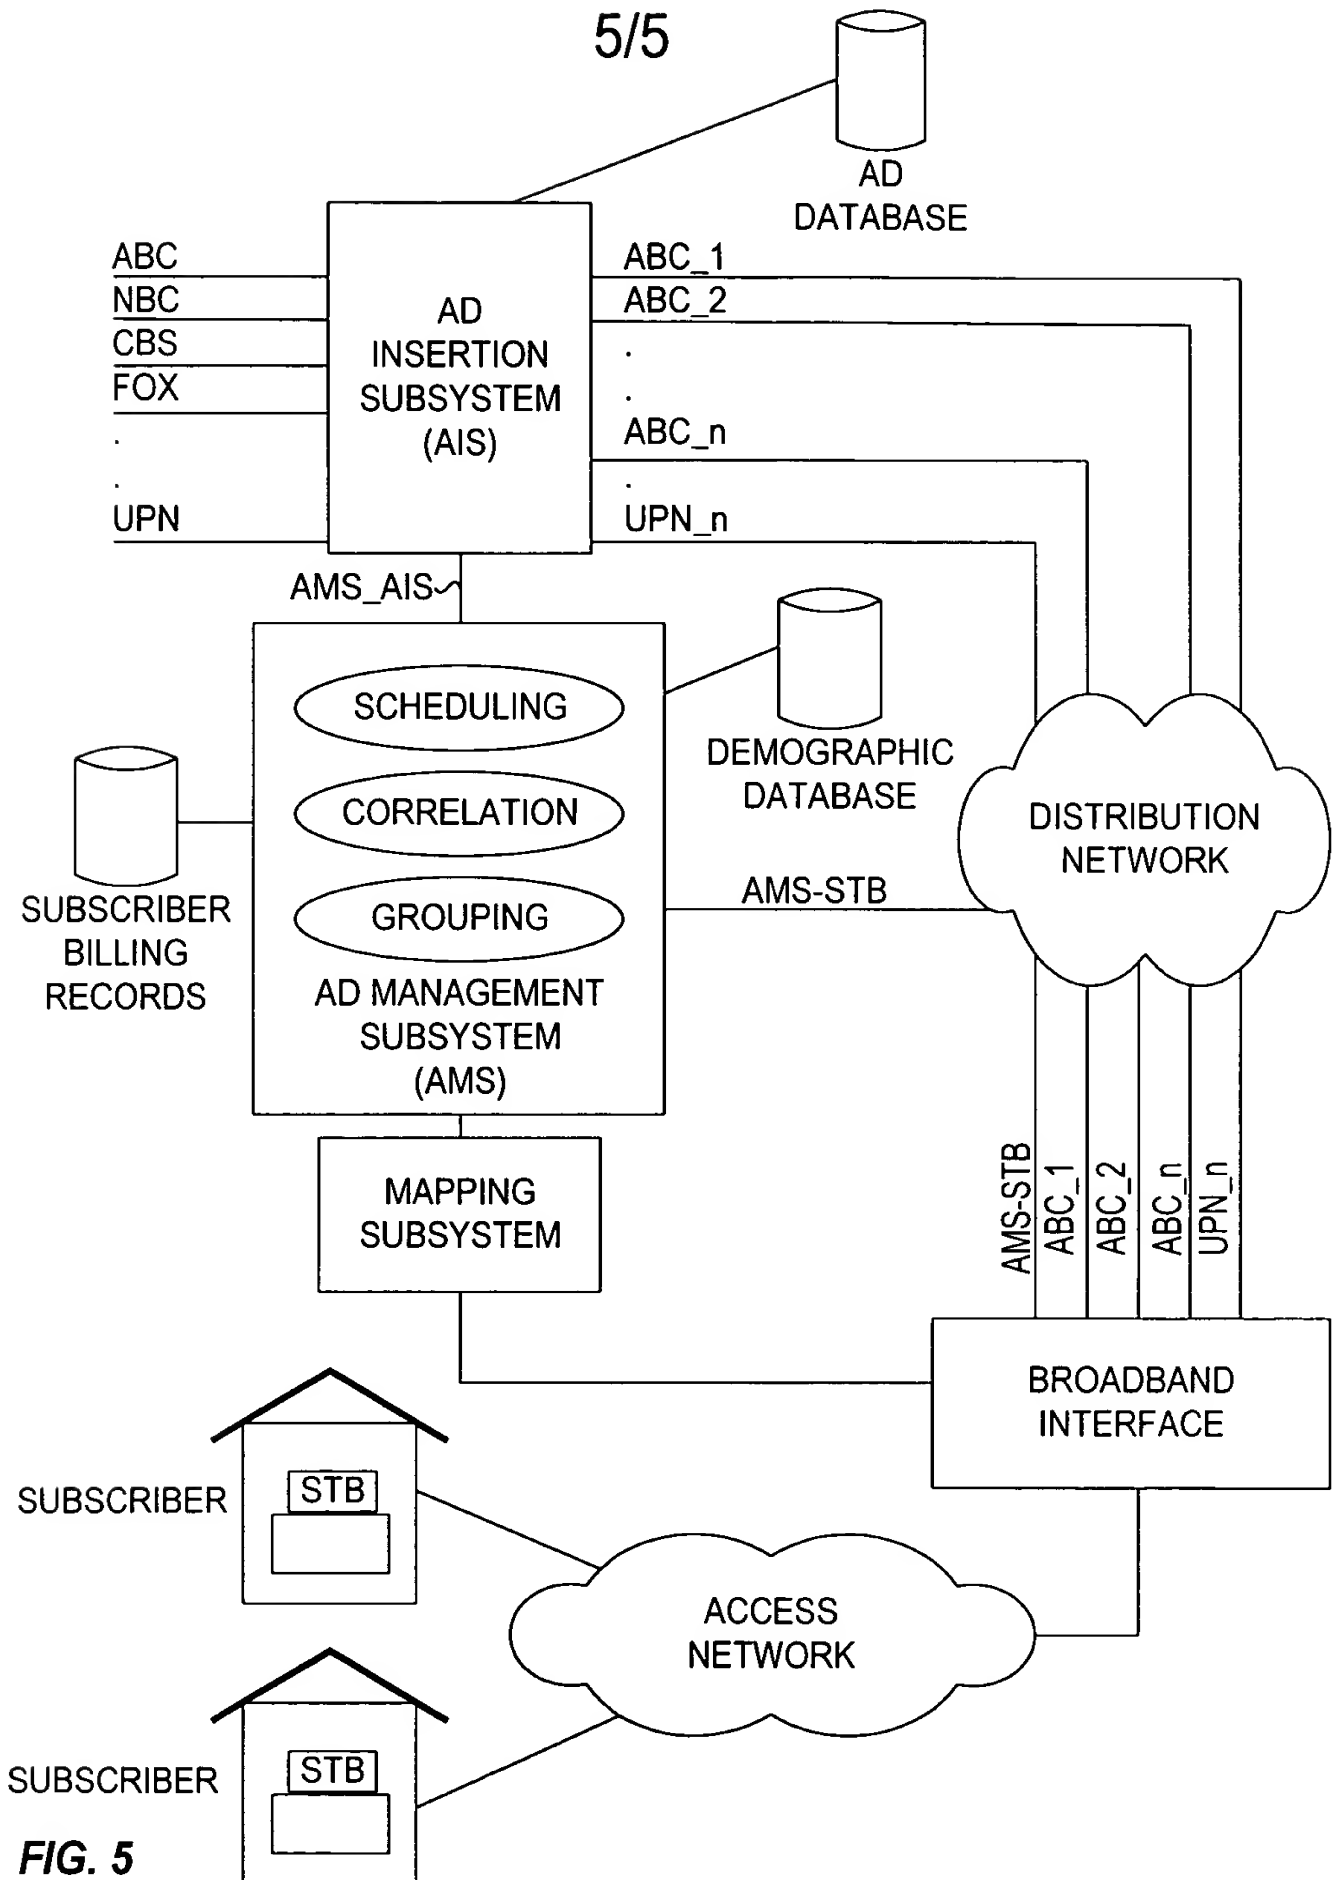 5/5
AD
DATABASE
ABC
NBC
CBS
FOX
.
.
UPN
AD
INSERTION
SUBSYSTEM
(AIS)
ABC_1
ABC_2
.
.
ABC_n
.
UPN_n
AMS_AIS
SCHEDULING
CORRELATION
GROUPING
AD MANAGEMENT
SUBSYSTEM
(AMS)
DEMOGRAPHIC
DATABASE
SUBSCRIBER
BILLING
RECORDS
AMS-STB
DISTRIBUTION
NETWORK
MAPPING
SUBSYSTEM
AMS-STB
ABC_1
ABC_2
ABC_n
UPN_n
BROADBAND
INTERFACE
SUBSCRIBER
STB
ACCESS
NETWORK
SUBSCRIBER
STB
FIG. 5